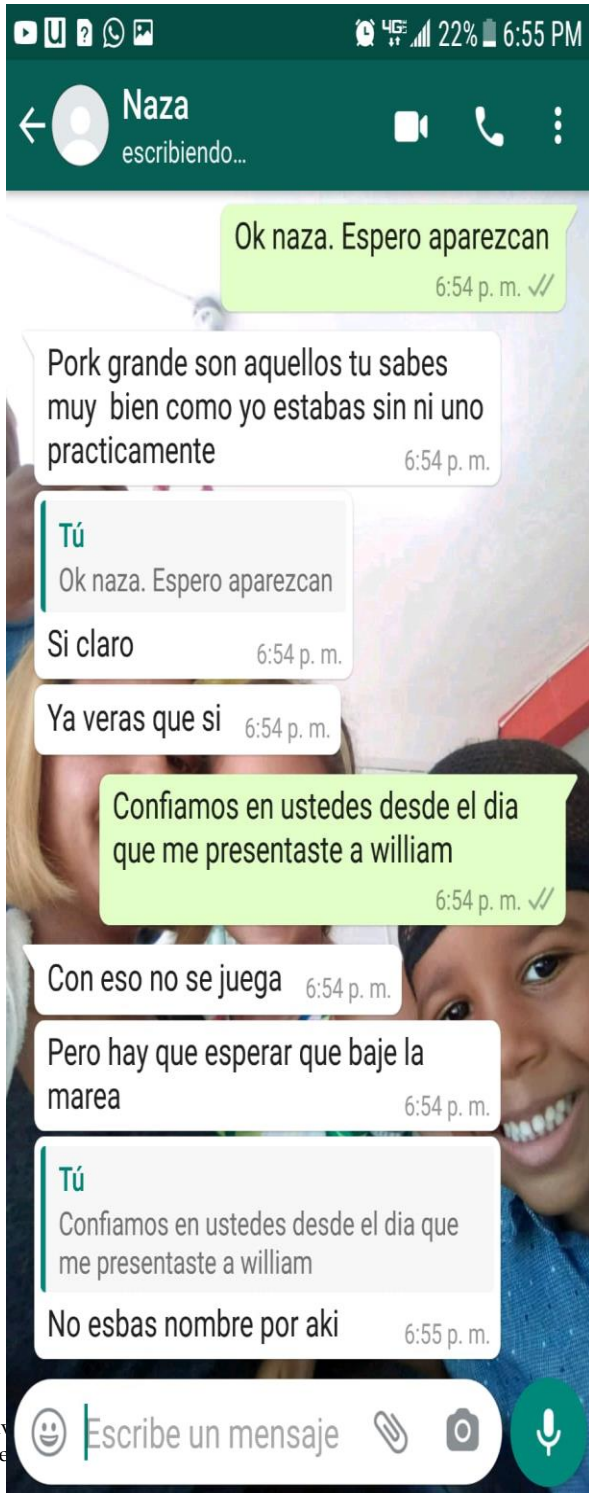 22% 6:55 PM
Naza
escribiendo...
Ok naza. Espero aparezcan
6:54 p. m.
Pork grande son aquellos tu sabes
muy bien como yo estabas sin ni uno
practicamente
6:54 p. m.
Tú
Ok naza. Espero aparezcan
Si claro
6:54 p. m.
Ya veras que si
6:54 p. m.
Confiamos en ustedes desde el dia
que me presentaste a william
6:54 p. m.
Con eso no se juega
6:54 p. m.
Pero hay que esperar que baje la
marea
6:54 p. m.
Tú
Confiamos en ustedes desde el dia que
me presentaste a william
No esbas nombre por aki
6:55 p. m.
Escribe un mensaje